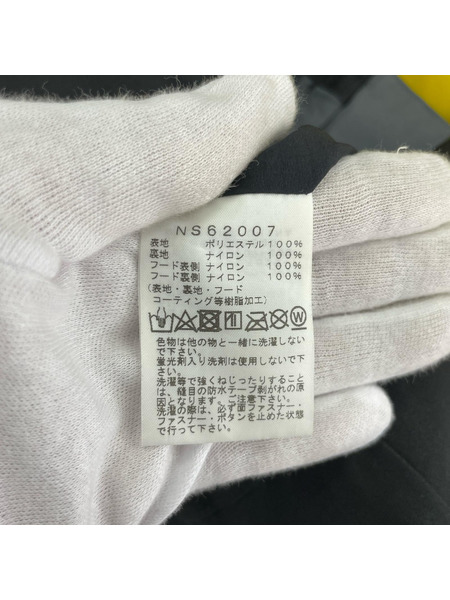 NS62007
表地 ポリエステル100%
裏地 ナイロン 100%
フード表側 ナイロン 100%
フード裏側 ナイロン 100%
(表地・裏地・フード
コーティング等樹脂加工)
色物は他の物と一緒に洗濯しない
で下さい。
蛍光剤入り洗剤は使用しないで下
さい。
洗濯等で強くねじったりすること
は、縫目の防水テープ剥がれの原
因となります。ご注意下さい。
洗濯の際は、必ず面ファスナー・
ファスナー・ボタンを止めた状態
で行って下さい。